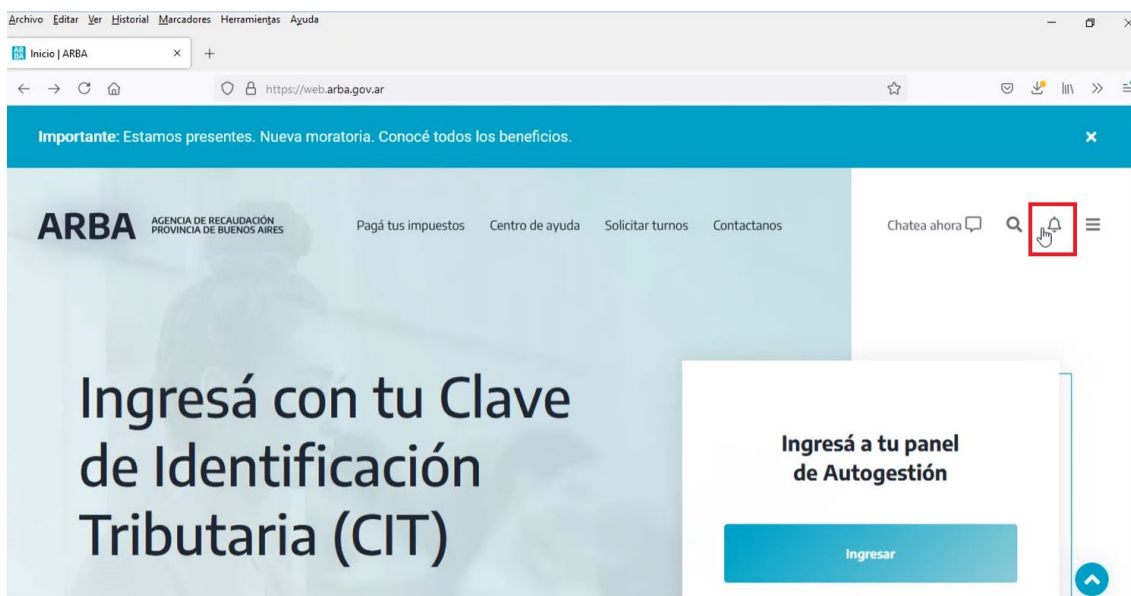 Archivo Editar Ver Historial Marcadores Herramientas Ayuda
AR
BA
Inicio | ARBA
https://web.arba.gov.ar
Importante: Estamos presentes. Nueva moratoria. Conocé todos los beneficios.
ARBA
AGENCIA DE RECAUDACIÓN
PROVINCIA DE BUENOS AIRES
Pagá tus impuestos
Centro de ayuda
Solicitar turnos
Contactanos
Chatea ahora
Ingresá con tu Clave
de Identificación
Tributaria (CIT)
Ingresá a tu panel
de Autogestión
Ingresar